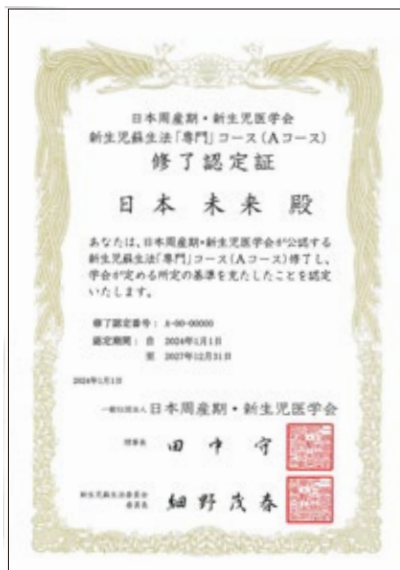 日本周産期・新生児医学会
新生児蘇生法「専門」コース(Aコース)
修了認定証
日本 未来 殿
あなたは、日本周産期・新生児医学会が公認する
新生児蘇生法「専門」コース(Aコース)修了し、
学会が定める所定の基準を充たしたことを認定
いたします。
修了認定番号: A-00-00000
認定期間: 自 2024年1月1日
至 2027年12月31日
2024年1月1日
一般社団法人 日本周産期・新生児医学会
理事長 田中 守
新生児蘇生法委員会
委員長 細野茂春